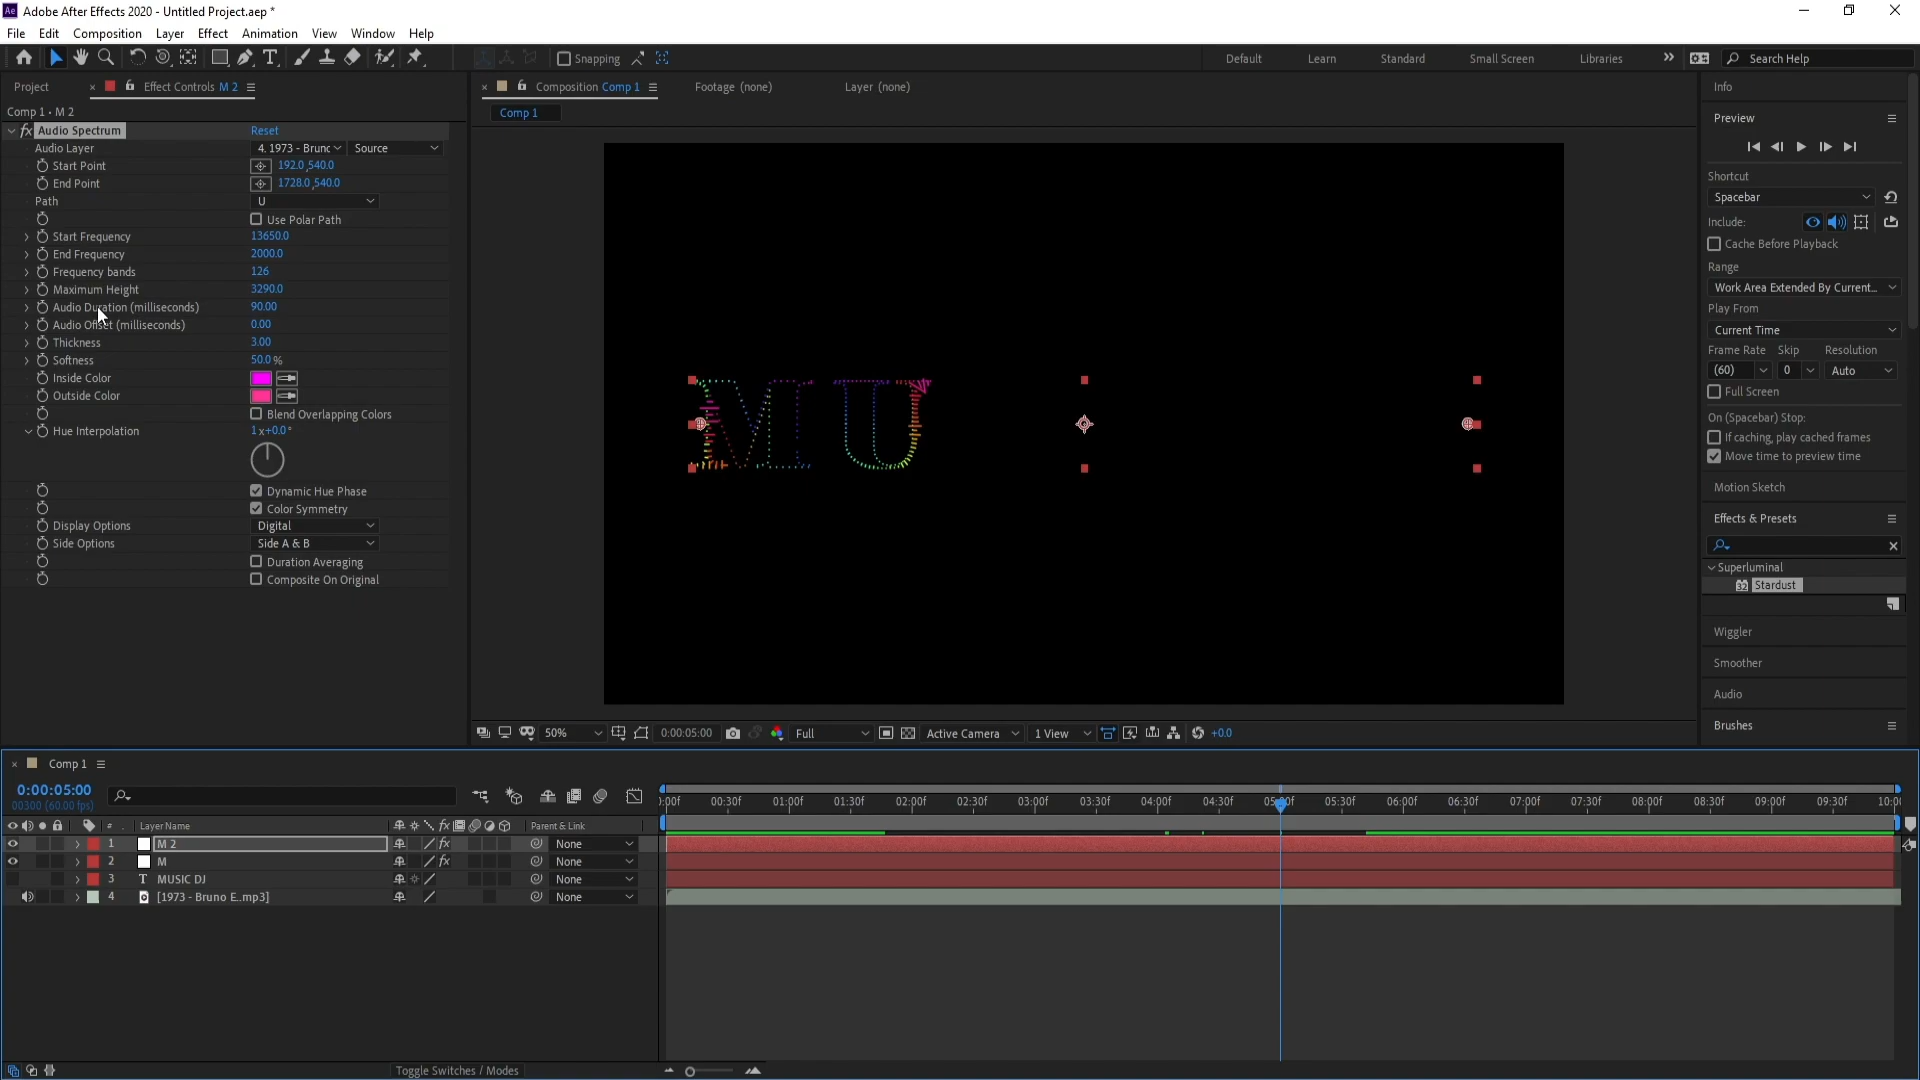 Adobe After Effects 2020 - Untitled Project.aep *
File Edit Composition Layer Effect Animation View Window Help
Snapping Default Learn Standard Small Screen Libraries Search Help
Project Effect Controls M 2 Composition Comp 1 Footage (none) Layer (none) Info
Comp 1 • M 2
Comp 1
Preview
fx Audio Spectrum Reset
Audio Layer 4. 1973 - Brunc Source
Start Point 192.0,540.0
End Point 1728.0,540.0
Path U
Use Polar Path
Start Frequency 13650.0
End Frequency 2000.0
Frequency bands 126
Maximum Height 3290.0
Audio Duration (milliseconds) 90.00
Audio Offset (milliseconds) 0.00
Thickness 3.00
Softness 50.0 %
Inside Color
Outside Color
Blend Overlapping Colors
Hue Interpolation 1x+0.0°
Dynamic Hue Phase
Color Symmetry
Display Options Digital
Side Options Side A & B
Duration Averaging
Composite On Original
M U
Shortcut
Spacebar
Include:
Cache Before Playback
Range
Work Area Extended By Current...
Play From
Current Time
Frame Rate Skip Resolution
(60) 0 Auto
Full Screen
On (Spacebar) Stop:
If caching, play cached frames
Move time to preview time
Motion Sketch
Effects & Presets
Superluminal
32 Stardust
Wiggler
Smoother
Audio
Brushes
50% 0:00:05:00 Full Active Camera 1 View +0.0
Comp 1
0:00:05:00
00300 (60.00 fps)
:00f 00:30f 01:00f 01:30f 02:00f 02:30f 03:00f 03:30f 04:00f 04:30f 05:00f 05:30f 06:00f 06:30f 07:00f 07:30f 08:00f 08:30f 09:00f 09:30f 10:0
# Layer Name fx Parent & Link
1 M 2 fx None
2 M fx None
3 T MUSIC DJ None
4 [1973 - Bruno E..mp3] None
Toggle Switches / Modes